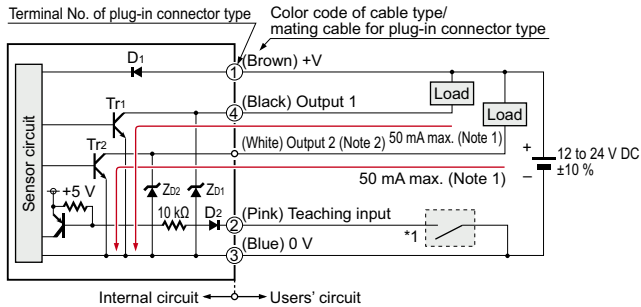 Terminal No. of plug-in connector type
Color code of cable type/
mating cable for plug-in connector type
D1
1
(Brown) +V
Tr1
4
(Black) Output 1
Load
Load
Sensor circuit
Tr2
(White) Output 2 (Note 2)
50 mA max. (Note 1)
+
12 to 24 V DC
±10 %
–
50 mA max. (Note 1)
+5 V
ZD2
ZD1
10 kΩ
D2
2
(Pink) Teaching input
*1
3
(Blue) 0 V
Internal circuit
Users' circuit